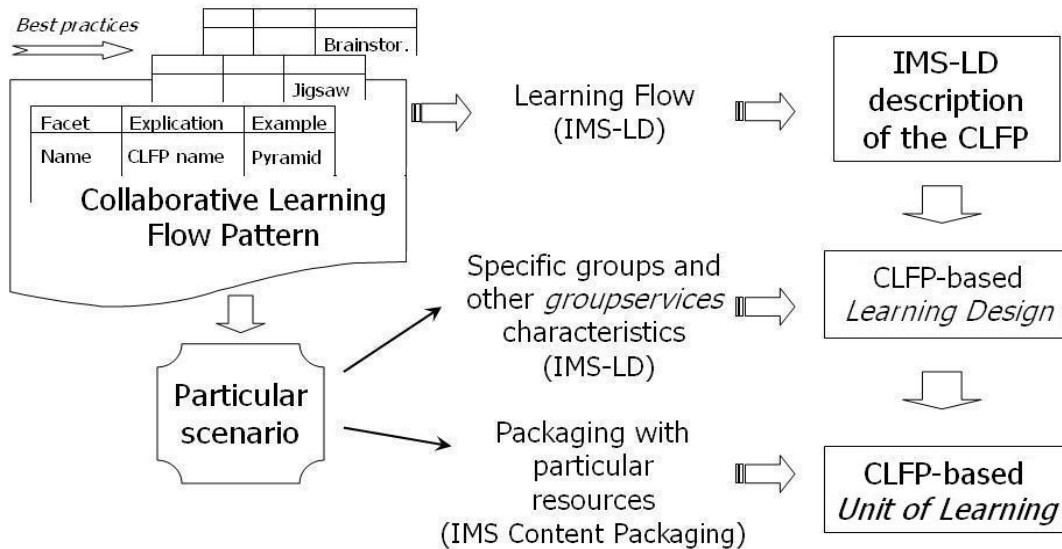 Best practices
Brainstor.
Jigsaw
Facet Explication Example
Name CLFP name Pyramid
Collaborative Learning
Flow Pattern
Learning Flow
(IMS-LD)
IMS-LD
description
of the CLFP
Particular
scenario
Specific groups and
other groupservices
characteristics
(IMS-LD)
CLFP-based
Learning Design
Packaging with
particular
resources
(IMS Content Packaging)
CLFP-based
Unit of Learning